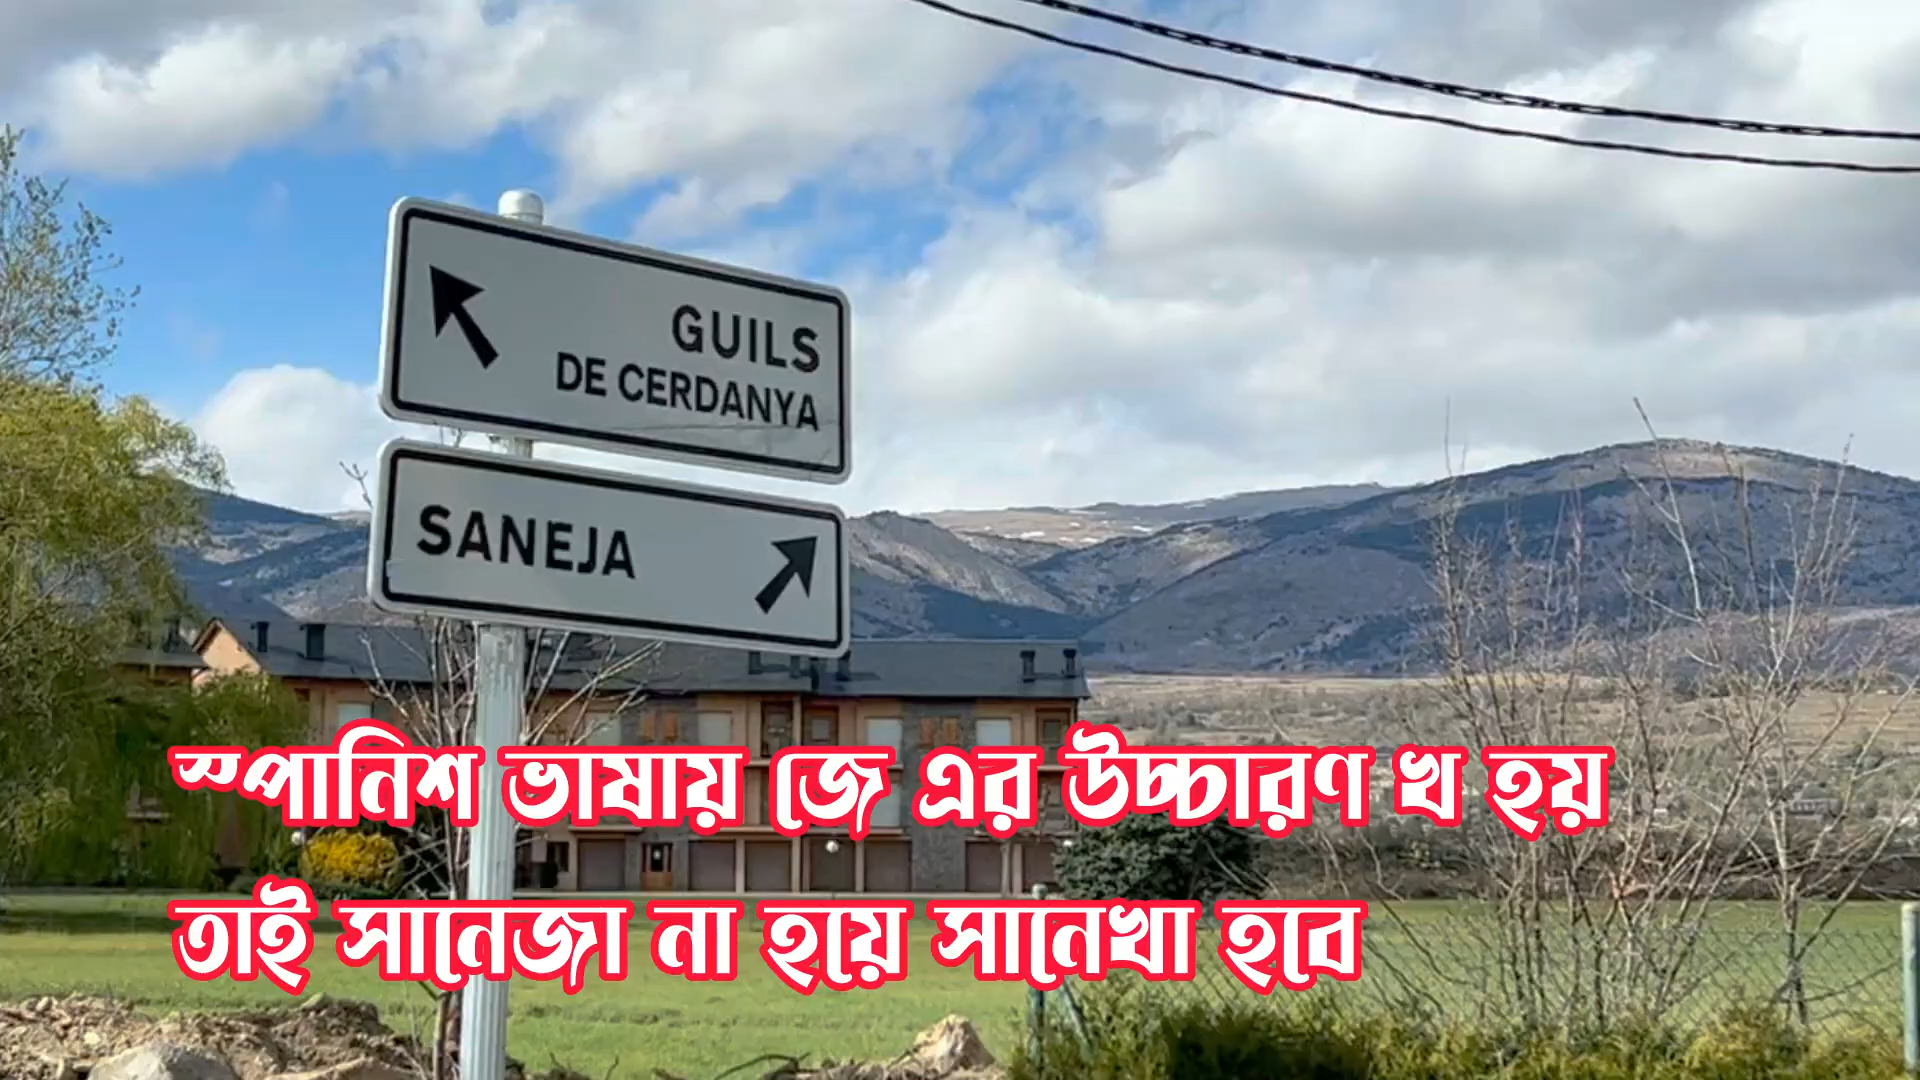 GUILS
DE CERDANYA
SANEJA
স্পানিশ ভাষায় জে এর উচ্চারণ খ হয়
তাই সানেজা না হয়ে সানেখা হবে